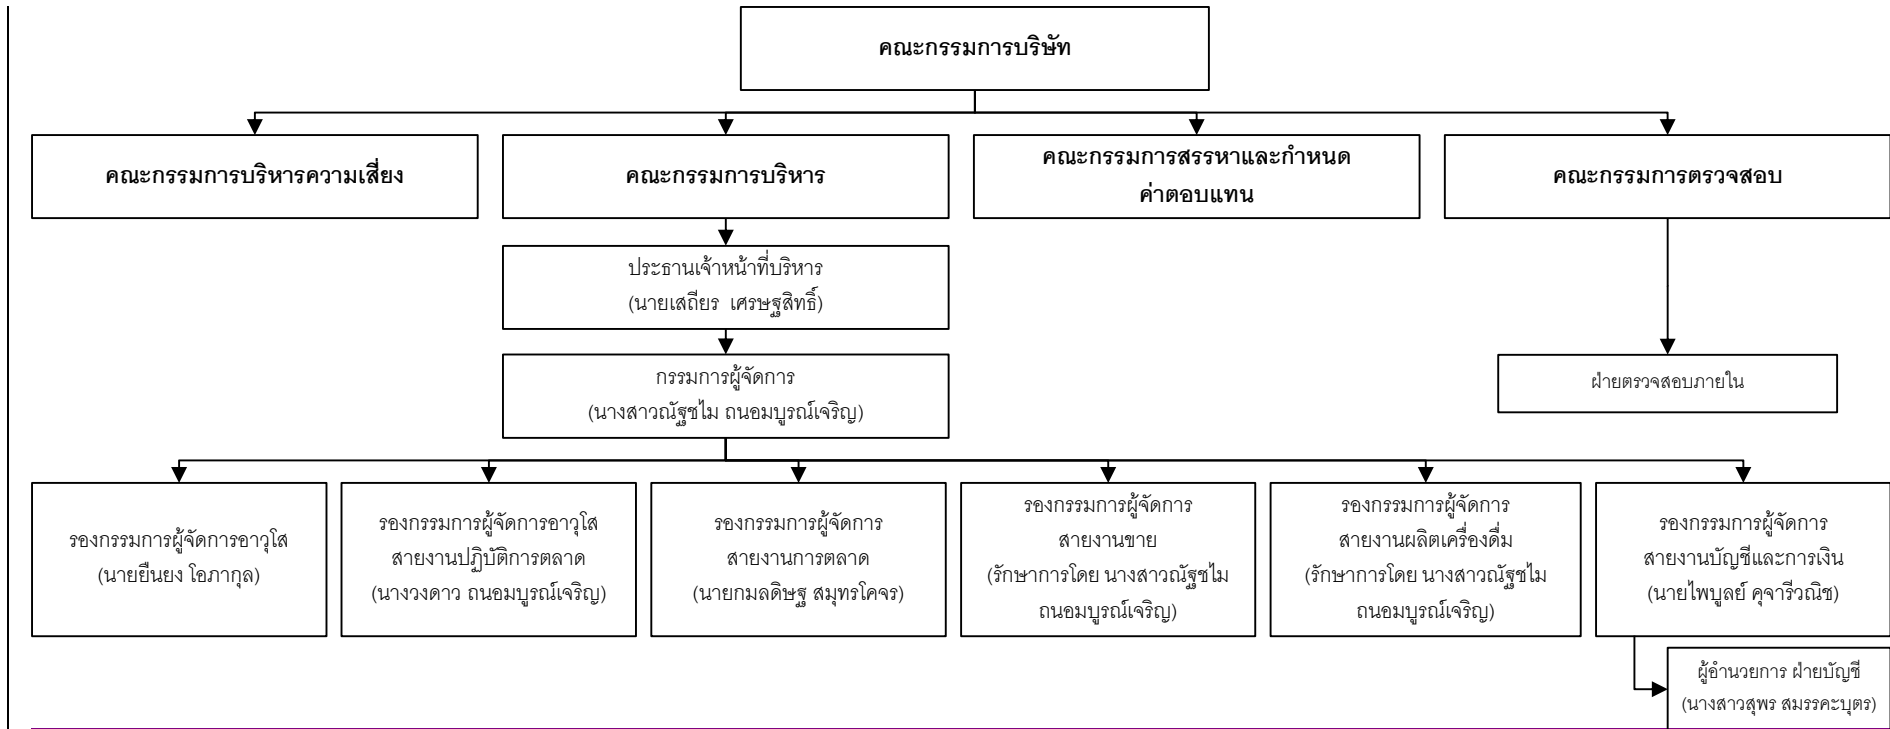 คณะกรรมการบริษัท
คณะกรรมการบริหารความเสี่ยง
คณะกรรมการบริหาร
คณะกรรมการสรรหาและกำหนด
ค่าตอบแทน
คณะกรรมการตรวจสอบ
ประธานเจ้าหน้าที่บริหาร
(นายเสถียร เศรษฐสิทธิ์)
กรรมการผู้จัดการ
(นางสาวณัฐชไม ถนอมบูรณ์เจริญ)
ฝ่ายตรวจสอบภายใน
รองกรรมการผู้จัดการอาวุโส
(นายยืนยง โอภากุล)
รองกรรมการผู้จัดการอาวุโส
สายงานปฏิบัติการตลาด
(นางวงดาว ถนอมบูรณ์เจริญ)
รองกรรมการผู้จัดการ
สายงานการตลาด
(นายกมลดิษฐ สมุทรโคจร)
รองกรรมการผู้จัดการ
สายงานขาย
(รักษาการโดย นางสาวณัฐชไม
ถนอมบูรณ์เจริญ)
รองกรรมการผู้จัดการ
สายงานผลิตเครื่องดื่ม
(รักษาการโดย นางสาวณัฐชไม
ถนอมบูรณ์เจริญ)
รองกรรมการผู้จัดการ
สายงานบัญชีและการเงิน
(นายไพบูลย์ คุจารีวณิช)
ผู้อำนวยการ ฝ่ายบัญชี
(นางสาวสุพร สมรรคะบุตร)